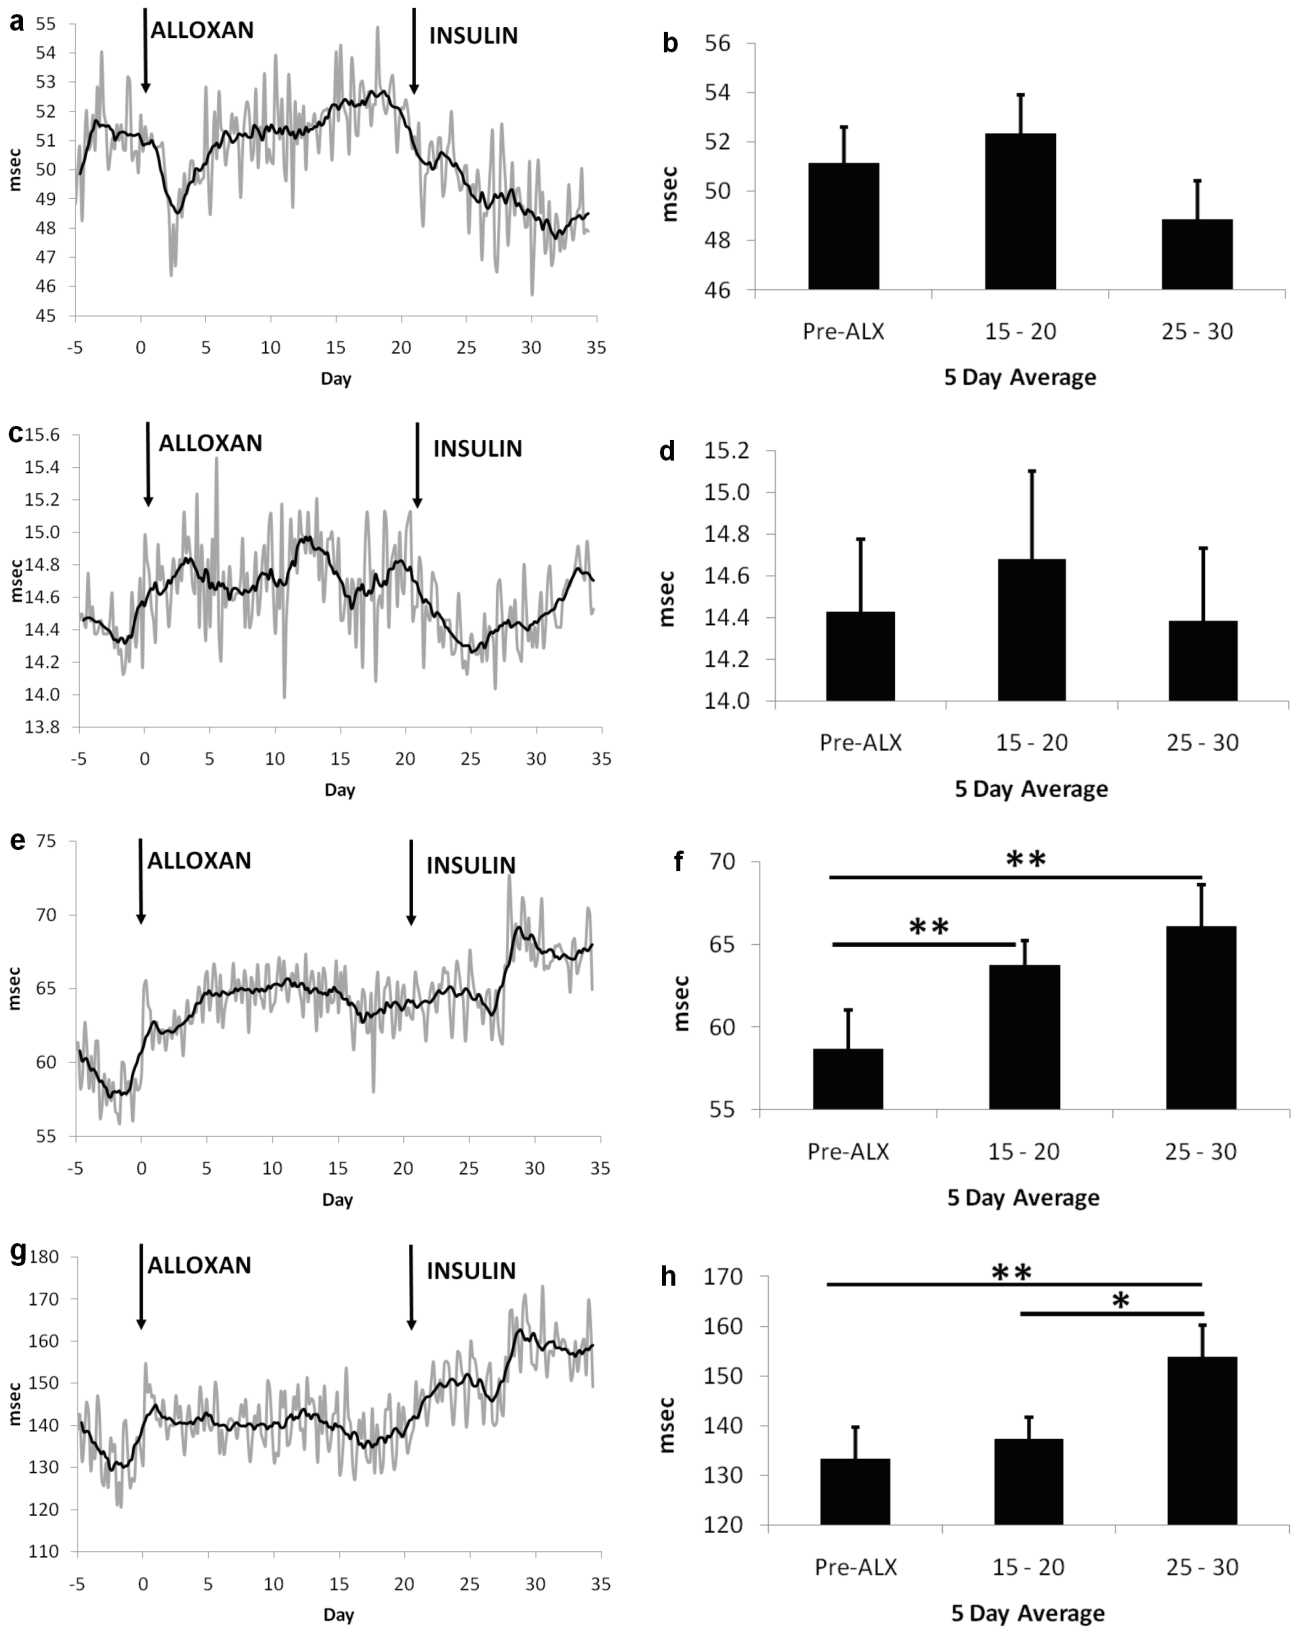 a
ALLOXAN
INSULIN
55
54
53
52
51
50
49
48
47
46
45
msec
-5 0 5 10 15 20 25 30 35
Day
b
56
54
52
50
48
46
msec
Pre-ALX 15 - 20 25 - 30
5 Day Average
c
ALLOXAN
INSULIN
15.6
15.4
15.2
15.0
14.8
14.6
14.4
14.2
14.0
13.8
msec
-5 0 5 10 15 20 25 30 35
Day
d
15.2
15.0
14.8
14.6
14.4
14.2
14.0
msec
Pre-ALX 15 - 20 25 - 30
5 Day Average
e
ALLOXAN
INSULIN
75
70
65
60
55
msec
-5 0 5 10 15 20 25 30 35
Day
f
**
**
70
65
60
55
msec
Pre-ALX 15 - 20 25 - 30
5 Day Average
g
ALLOXAN
INSULIN
180
170
160
150
140
130
120
110
msec
-5 0 5 10 15 20 25 30 35
Day
h
**
*
170
160
150
140
130
120
msec
Pre-ALX 15 - 20 25 - 30
5 Day Average